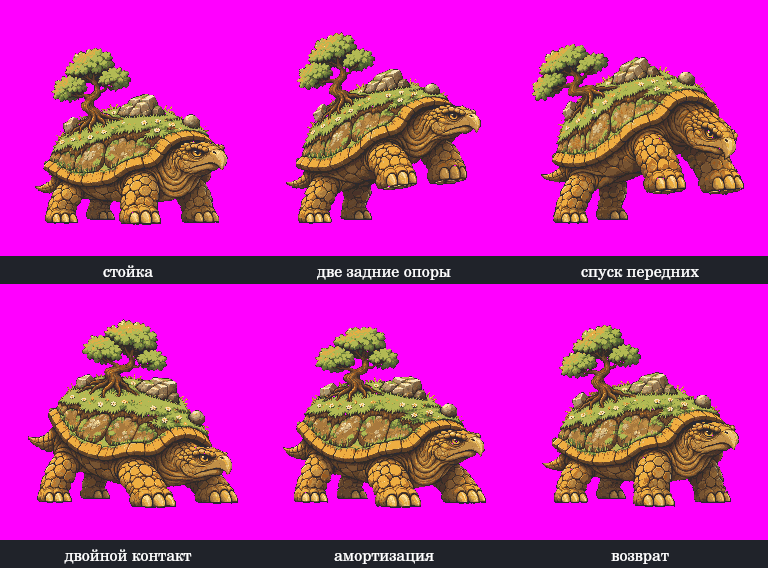 стойка
две задние опоры
спуск передних
двойной контакт
амортизация
возврат